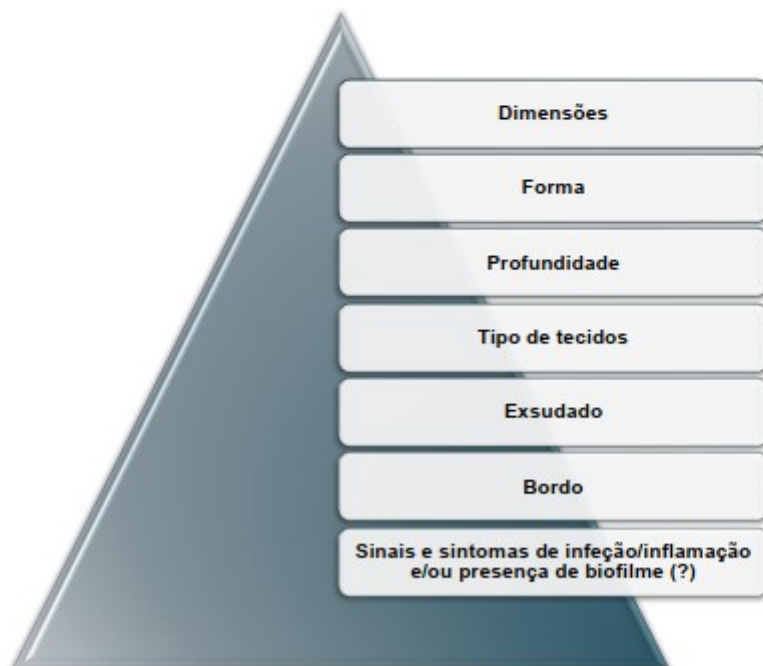 Dimensões
Forma
Profundidade
Tipo de tecidos
Exsudado
Bordo
Sinais e sintomas de infeção/inflamação
e/ou presença de biofilme (?)